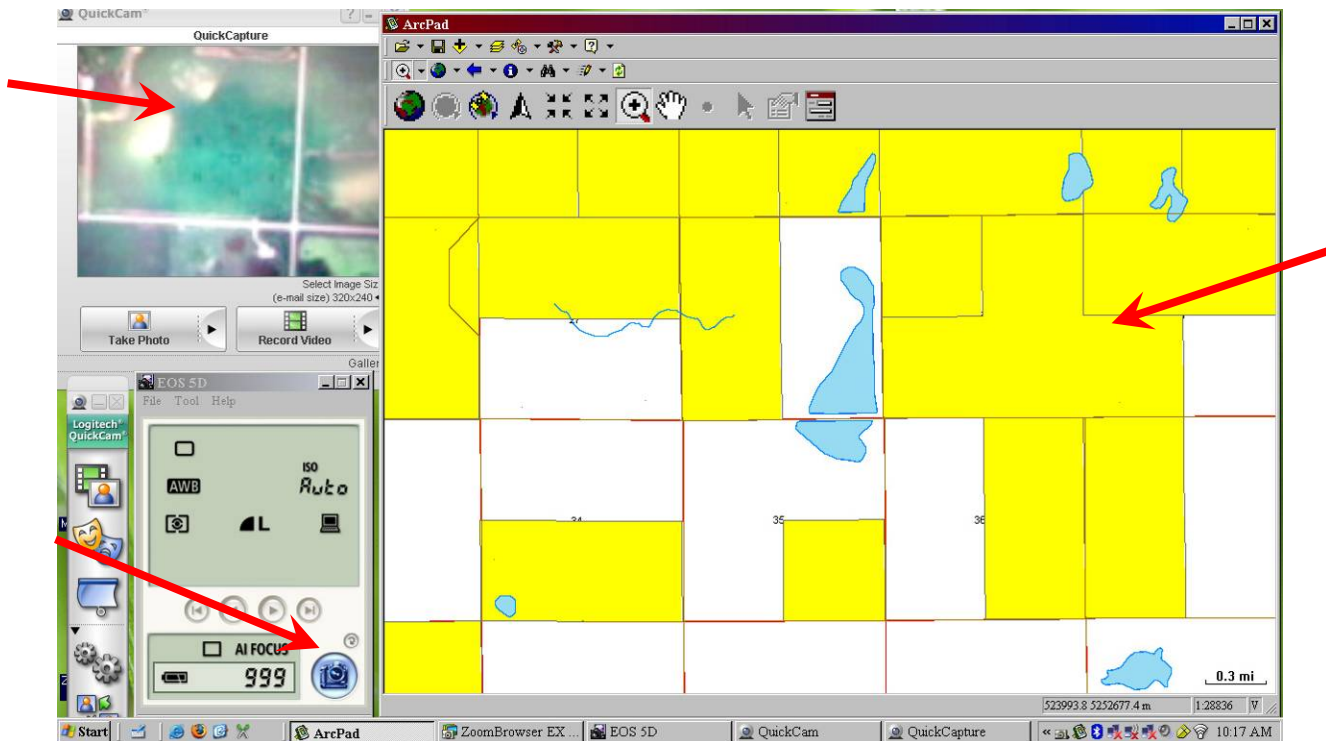 QuickCam®
QuickCapture
Select Image Siz
(e-mail size) 320x240
Take Photo
Record Video
Galler
EOS 5D
File Tool Help
Logitech®
QuickCam®
AWB
ISO
Auto
L
AI FOCUS
999
ArcPad
34
35
36
0.3 mi
523993.8 5252677.4 m
1:28836
Start
ArcPad
ZoomBrowser EX ...
EOS 5D
QuickCam
QuickCapture
10:17 AM